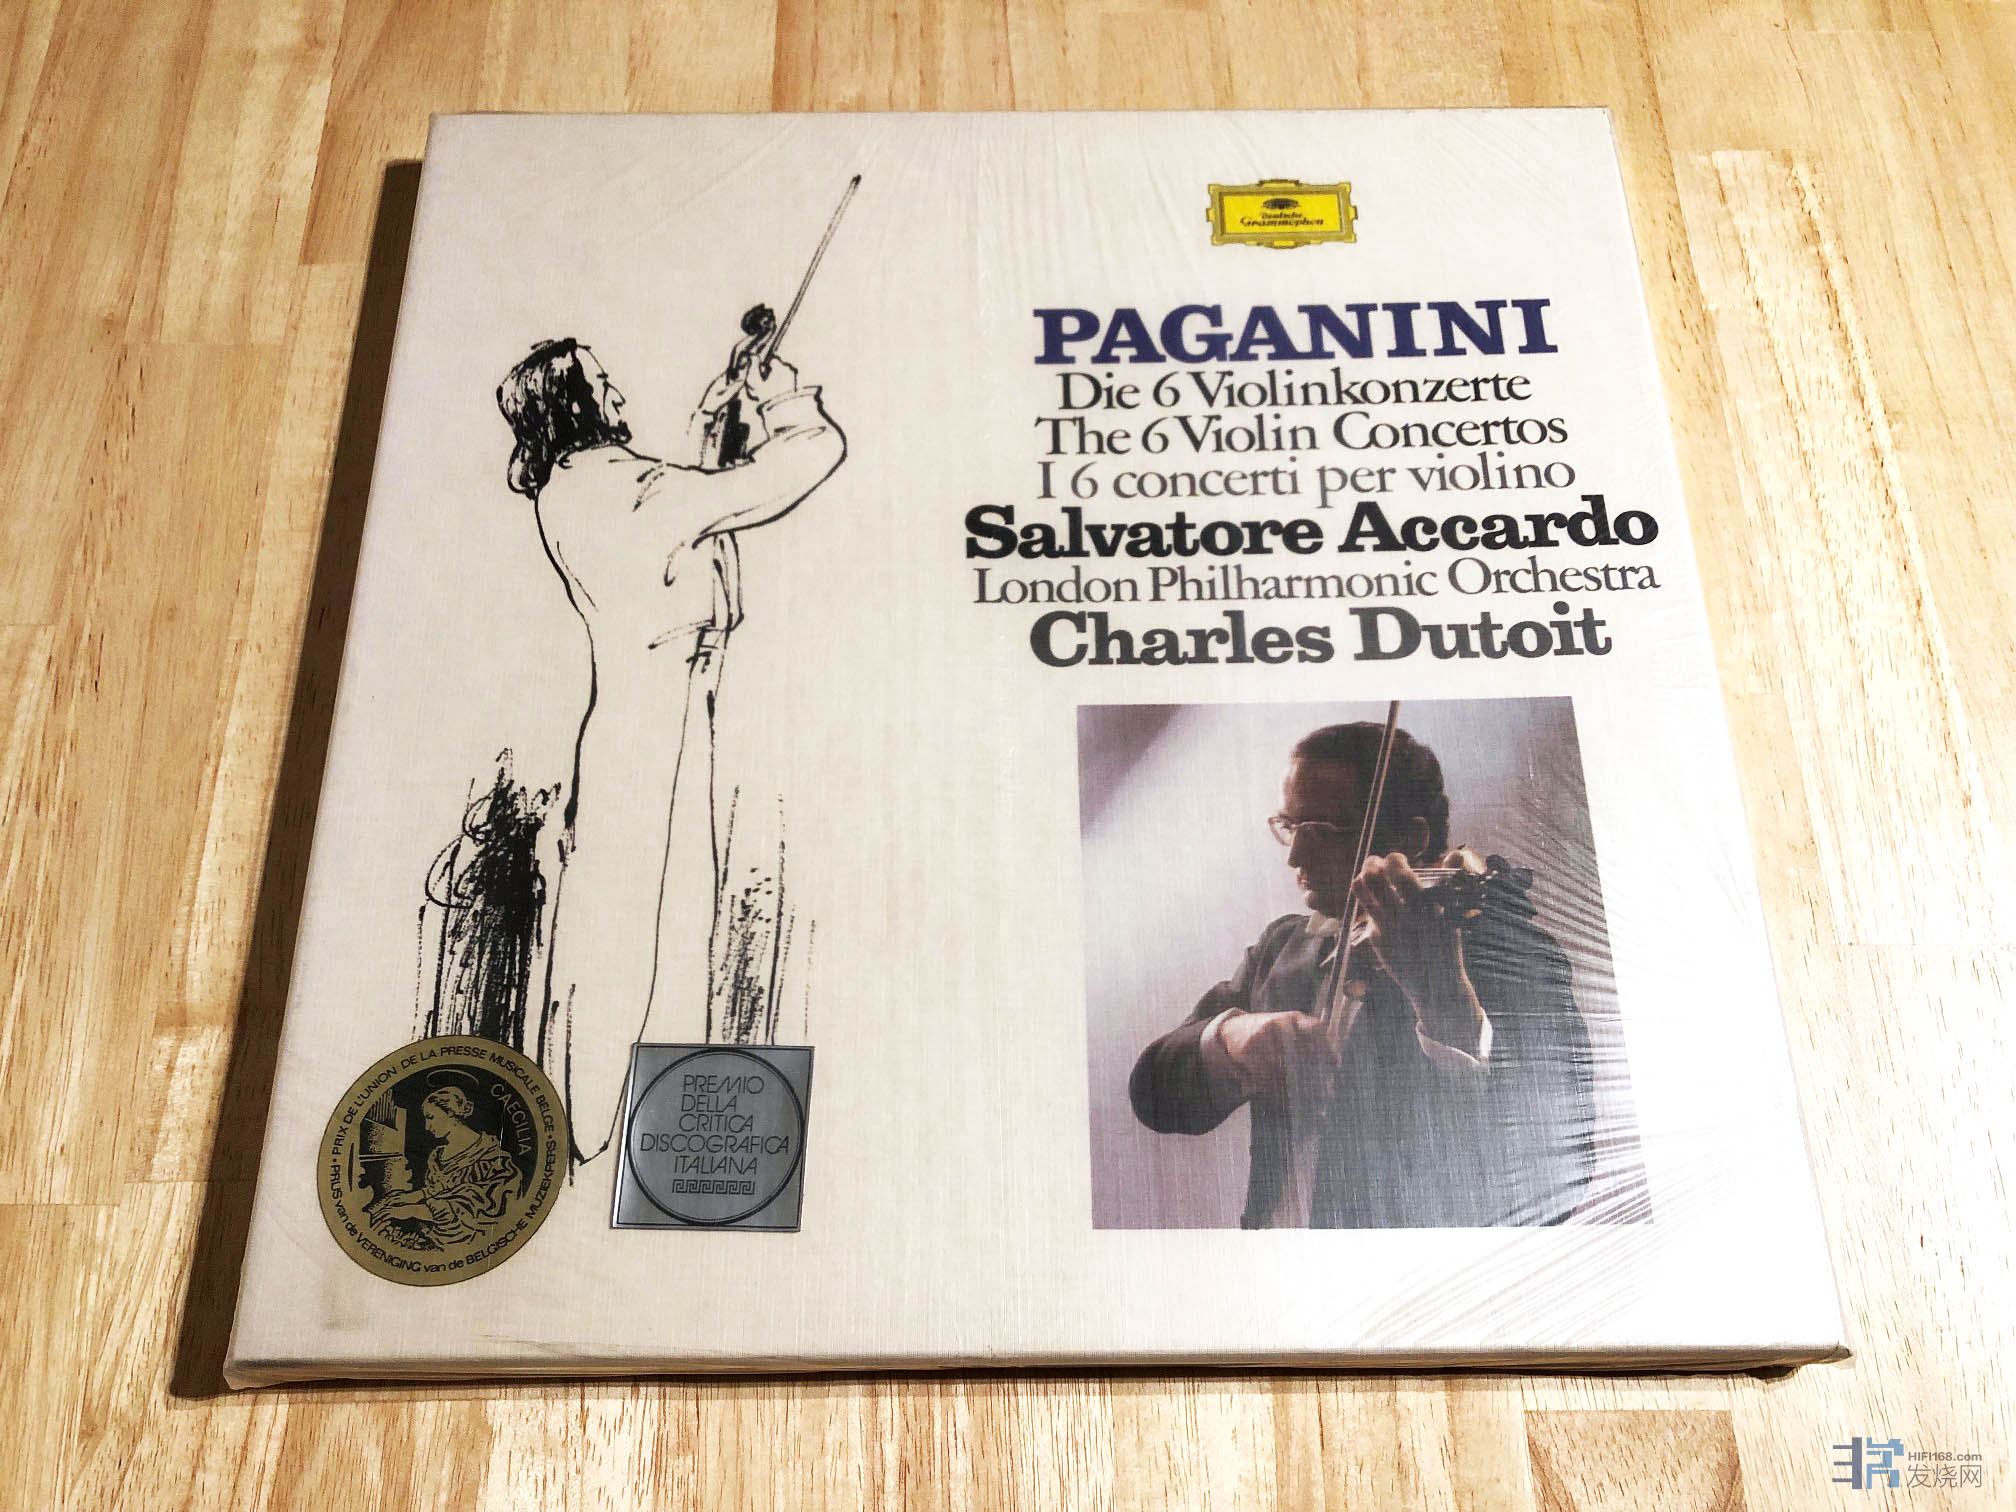 Deutsche
Grammophon
PAGANINI
Die 6 Violinkonzerte
The 6 Violin Concertos
I 6 concerti per violino
Salvatore Accardo
London Philharmonic Orchestra
Charles Dutoit
PRIX DE L'UNION DE LA PRESSE MUSICALE BELGE
PRIJS van de VERENIGING van de BELGISCHE MUZIEKPERS
CAECILIA
PREMIO
DELLA
CRITICA
DISCOGRAFICA
ITALIANA
HIFI168.com
发烧网